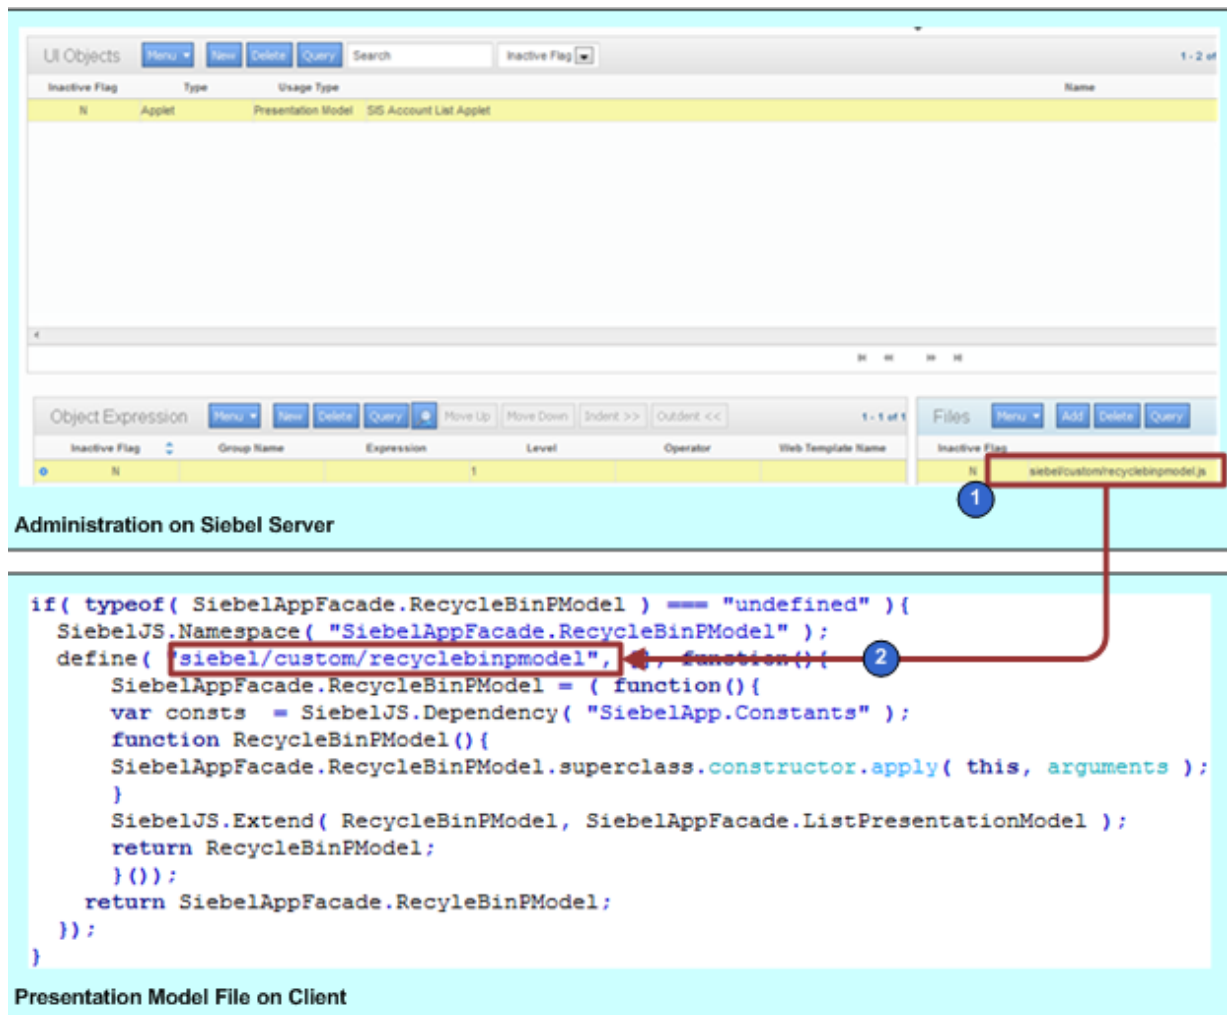 UI Objects Menu New Delete Query Search Inactive Flag 1 - 2 of
Inactive Flag Type Usage Type Name
N Applet Presentation Model SIS Account List Applet
Object Expression Menu New Delete Query Move Up Move Down Indent >> Outdent << 1 - 1 of 1 Files Menu Add Delete Query
Inactive Flag Group Name Expression Level Operator Web Template Name Inactive Flag
N 1 N siebel/custom/recyclebinpmodel.js
1
Administration on Siebel Server
if( typeof( SiebelAppFacade.RecycleBinPModel ) === "undefined" ){
SiebelJS.Namespace( "SiebelAppFacade.RecycleBinPModel" );
define( "siebel/custom/recyclebinpmodel", [], function(){
2
SiebelAppFacade.RecycleBinPModel = ( function(){
var consts = SiebelJS.Dependency( "SiebelApp.Constants" );
function RecycleBinPModel(){
SiebelAppFacade.RecycleBinPModel.superclass.constructor.apply( this, arguments );
}
SiebelJS.Extend( RecycleBinPModel, SiebelAppFacade.ListPresentationModel );
return RecycleBinPModel;
}());
return SiebelAppFacade.RecyleBinPModel;
});
}
Presentation Model File on Client